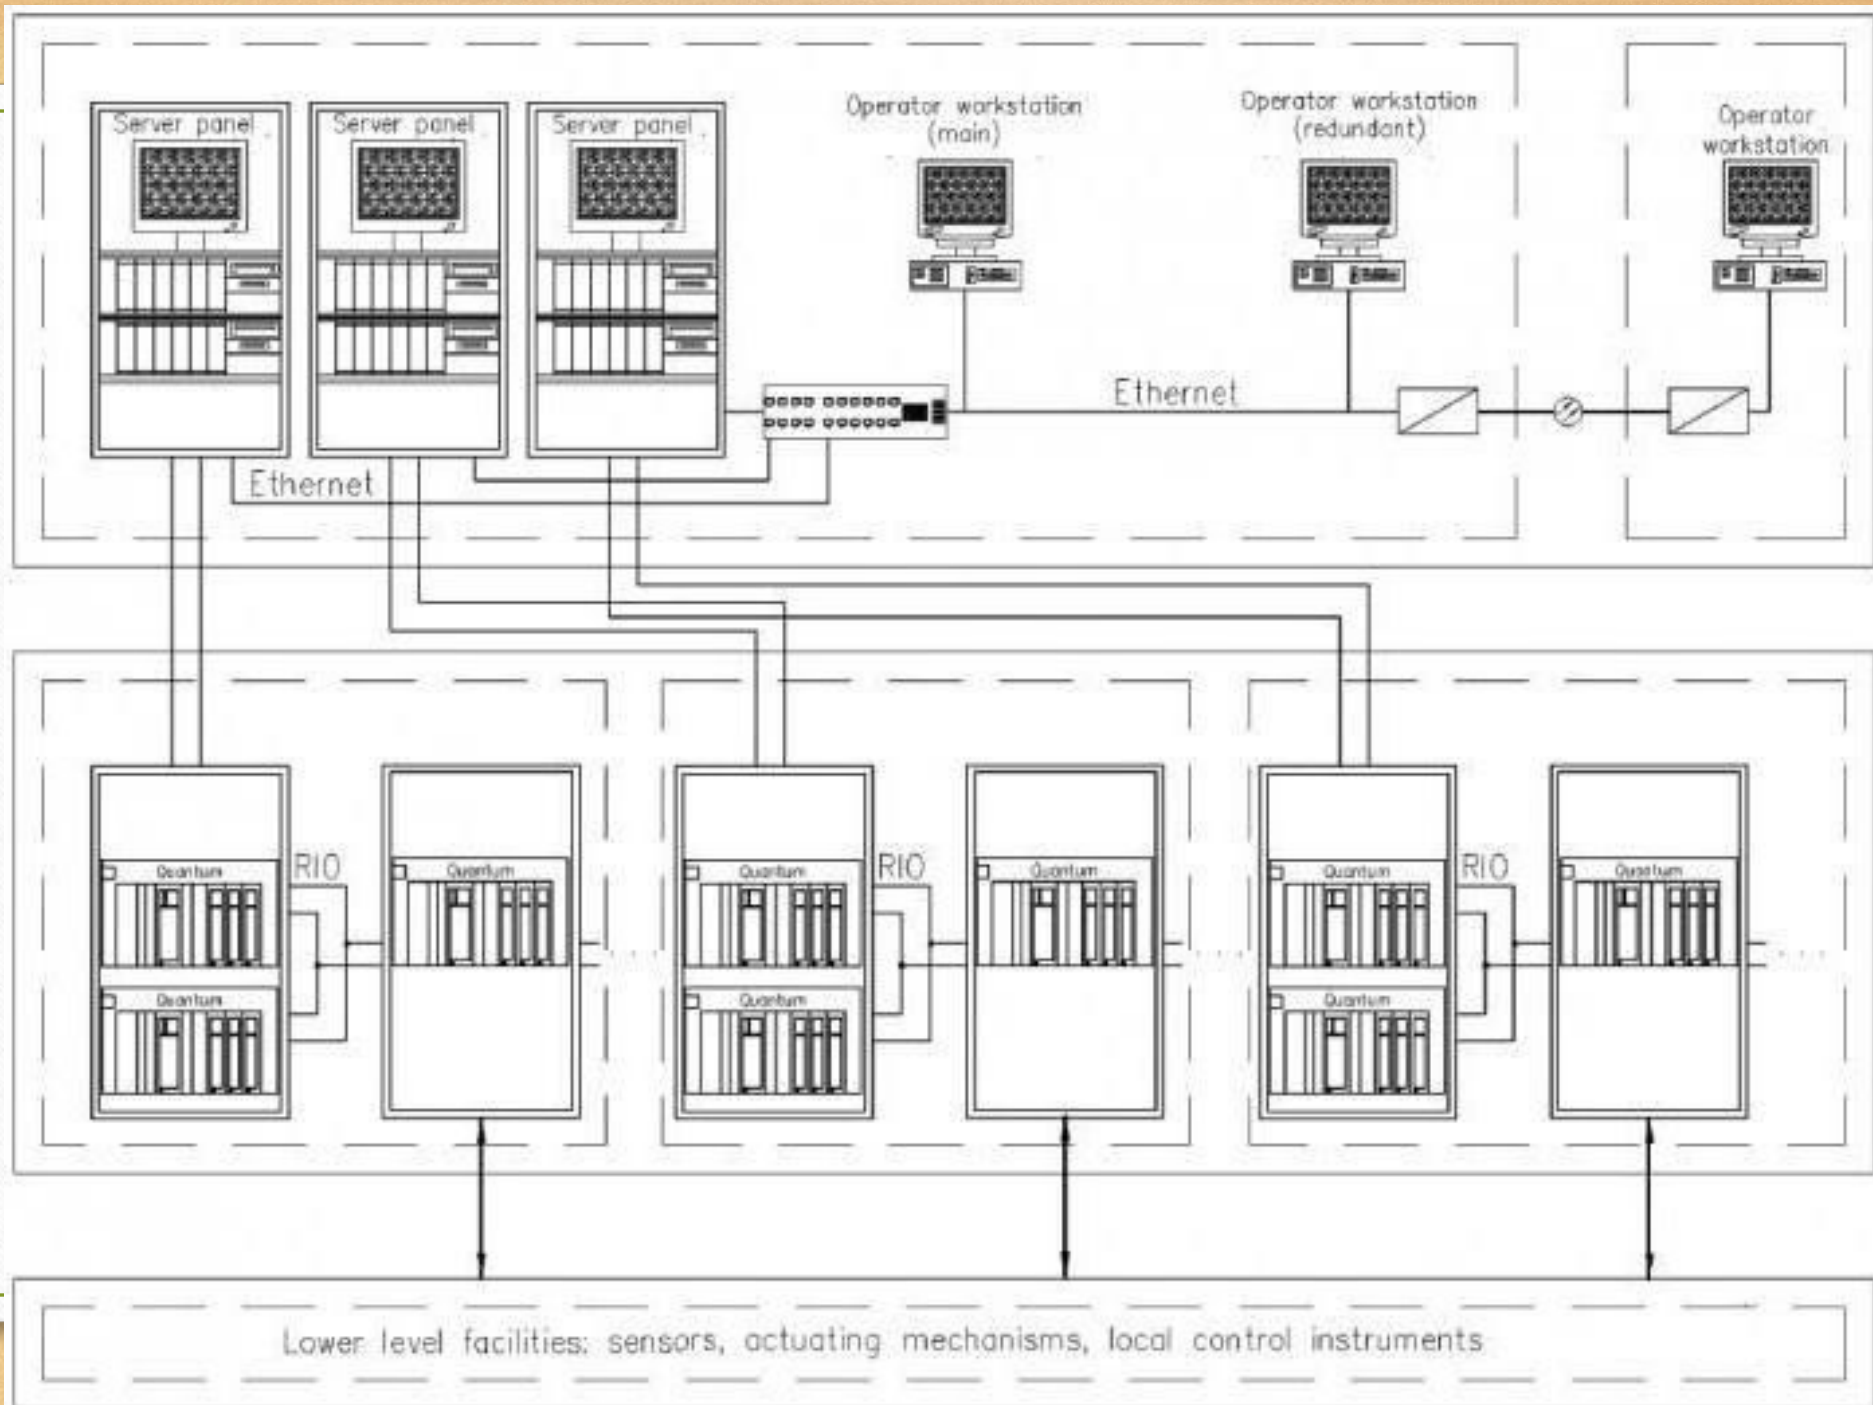 Server panel
Server panel
Server panel
Operator workstation
(main)
Operator workstation
(redundant)
Operator
workstation
Ethernet
Ethernet
Quantum
RIO
Quantum
Quantum
RIO
Quantum
Quantum
RIO
Quantum
Quantum
Quantum
Quantum
Lower level facilities: sensors, actuating mechanisms, local control instruments